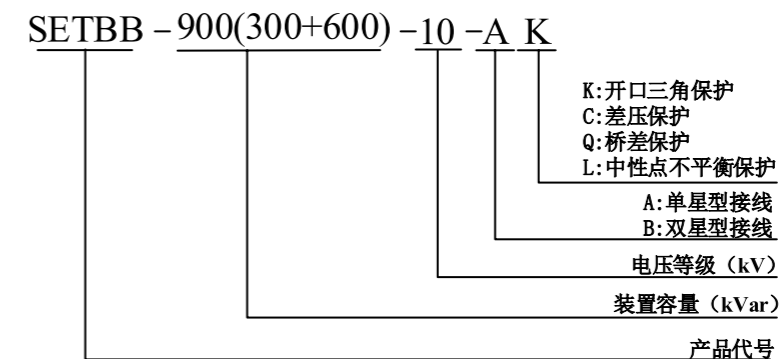 SETBB-900(300+600)-10-AK
K:开口三角保护
C:差压保护
Q:桥差保护
L:中性点不平衡保护
A:单星型接线
B:双星型接线
电压等级（kV）
装置容量（kVar）
产品代号